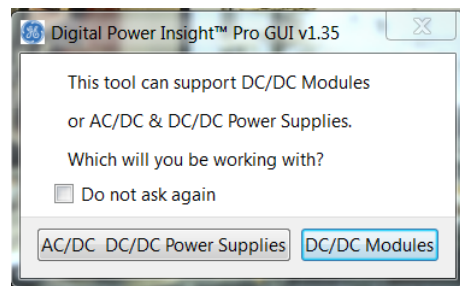 Digital Power Insight™ Pro GUI v1.35
This tool can support DC/DC Modules
or AC/DC & DC/DC Power Supplies.
Which will you be working with?
Do not ask again
AC/DC  DC/DC Power Supplies
DC/DC Modules